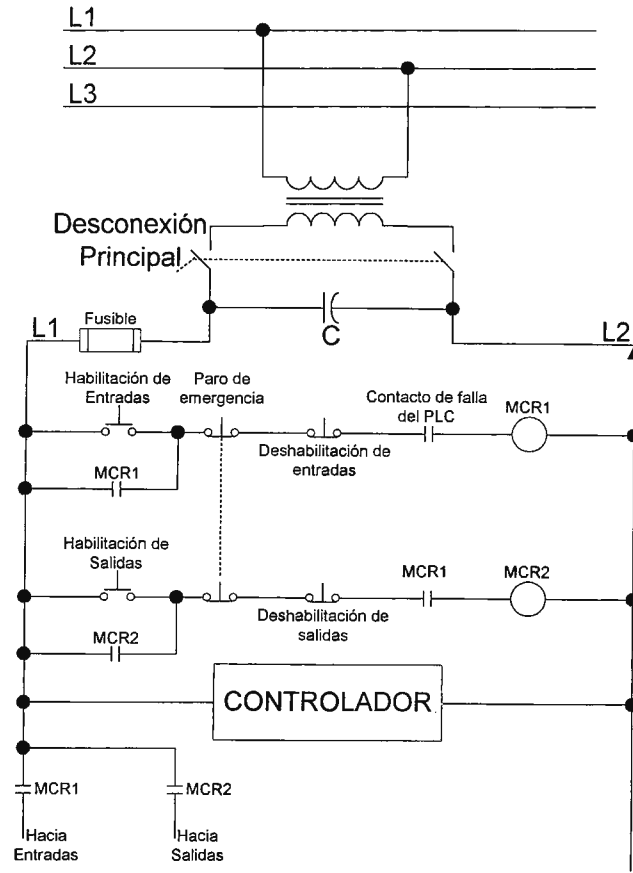 L1
L2
L3
Desconexión
Principal
C
L1
Fusible
L2
Habilitación de
Entradas
Paro de
emergencia
Contacto de falla
del PLC
MCR1
Deshabilitación de
entradas
MCR1
Habilitación de
Salidas
MCR1
MCR2
Deshabilitación de
salidas
MCR2
CONTROLADOR
MCR1
MCR2
Hacia
Entradas
Hacia
Salidas